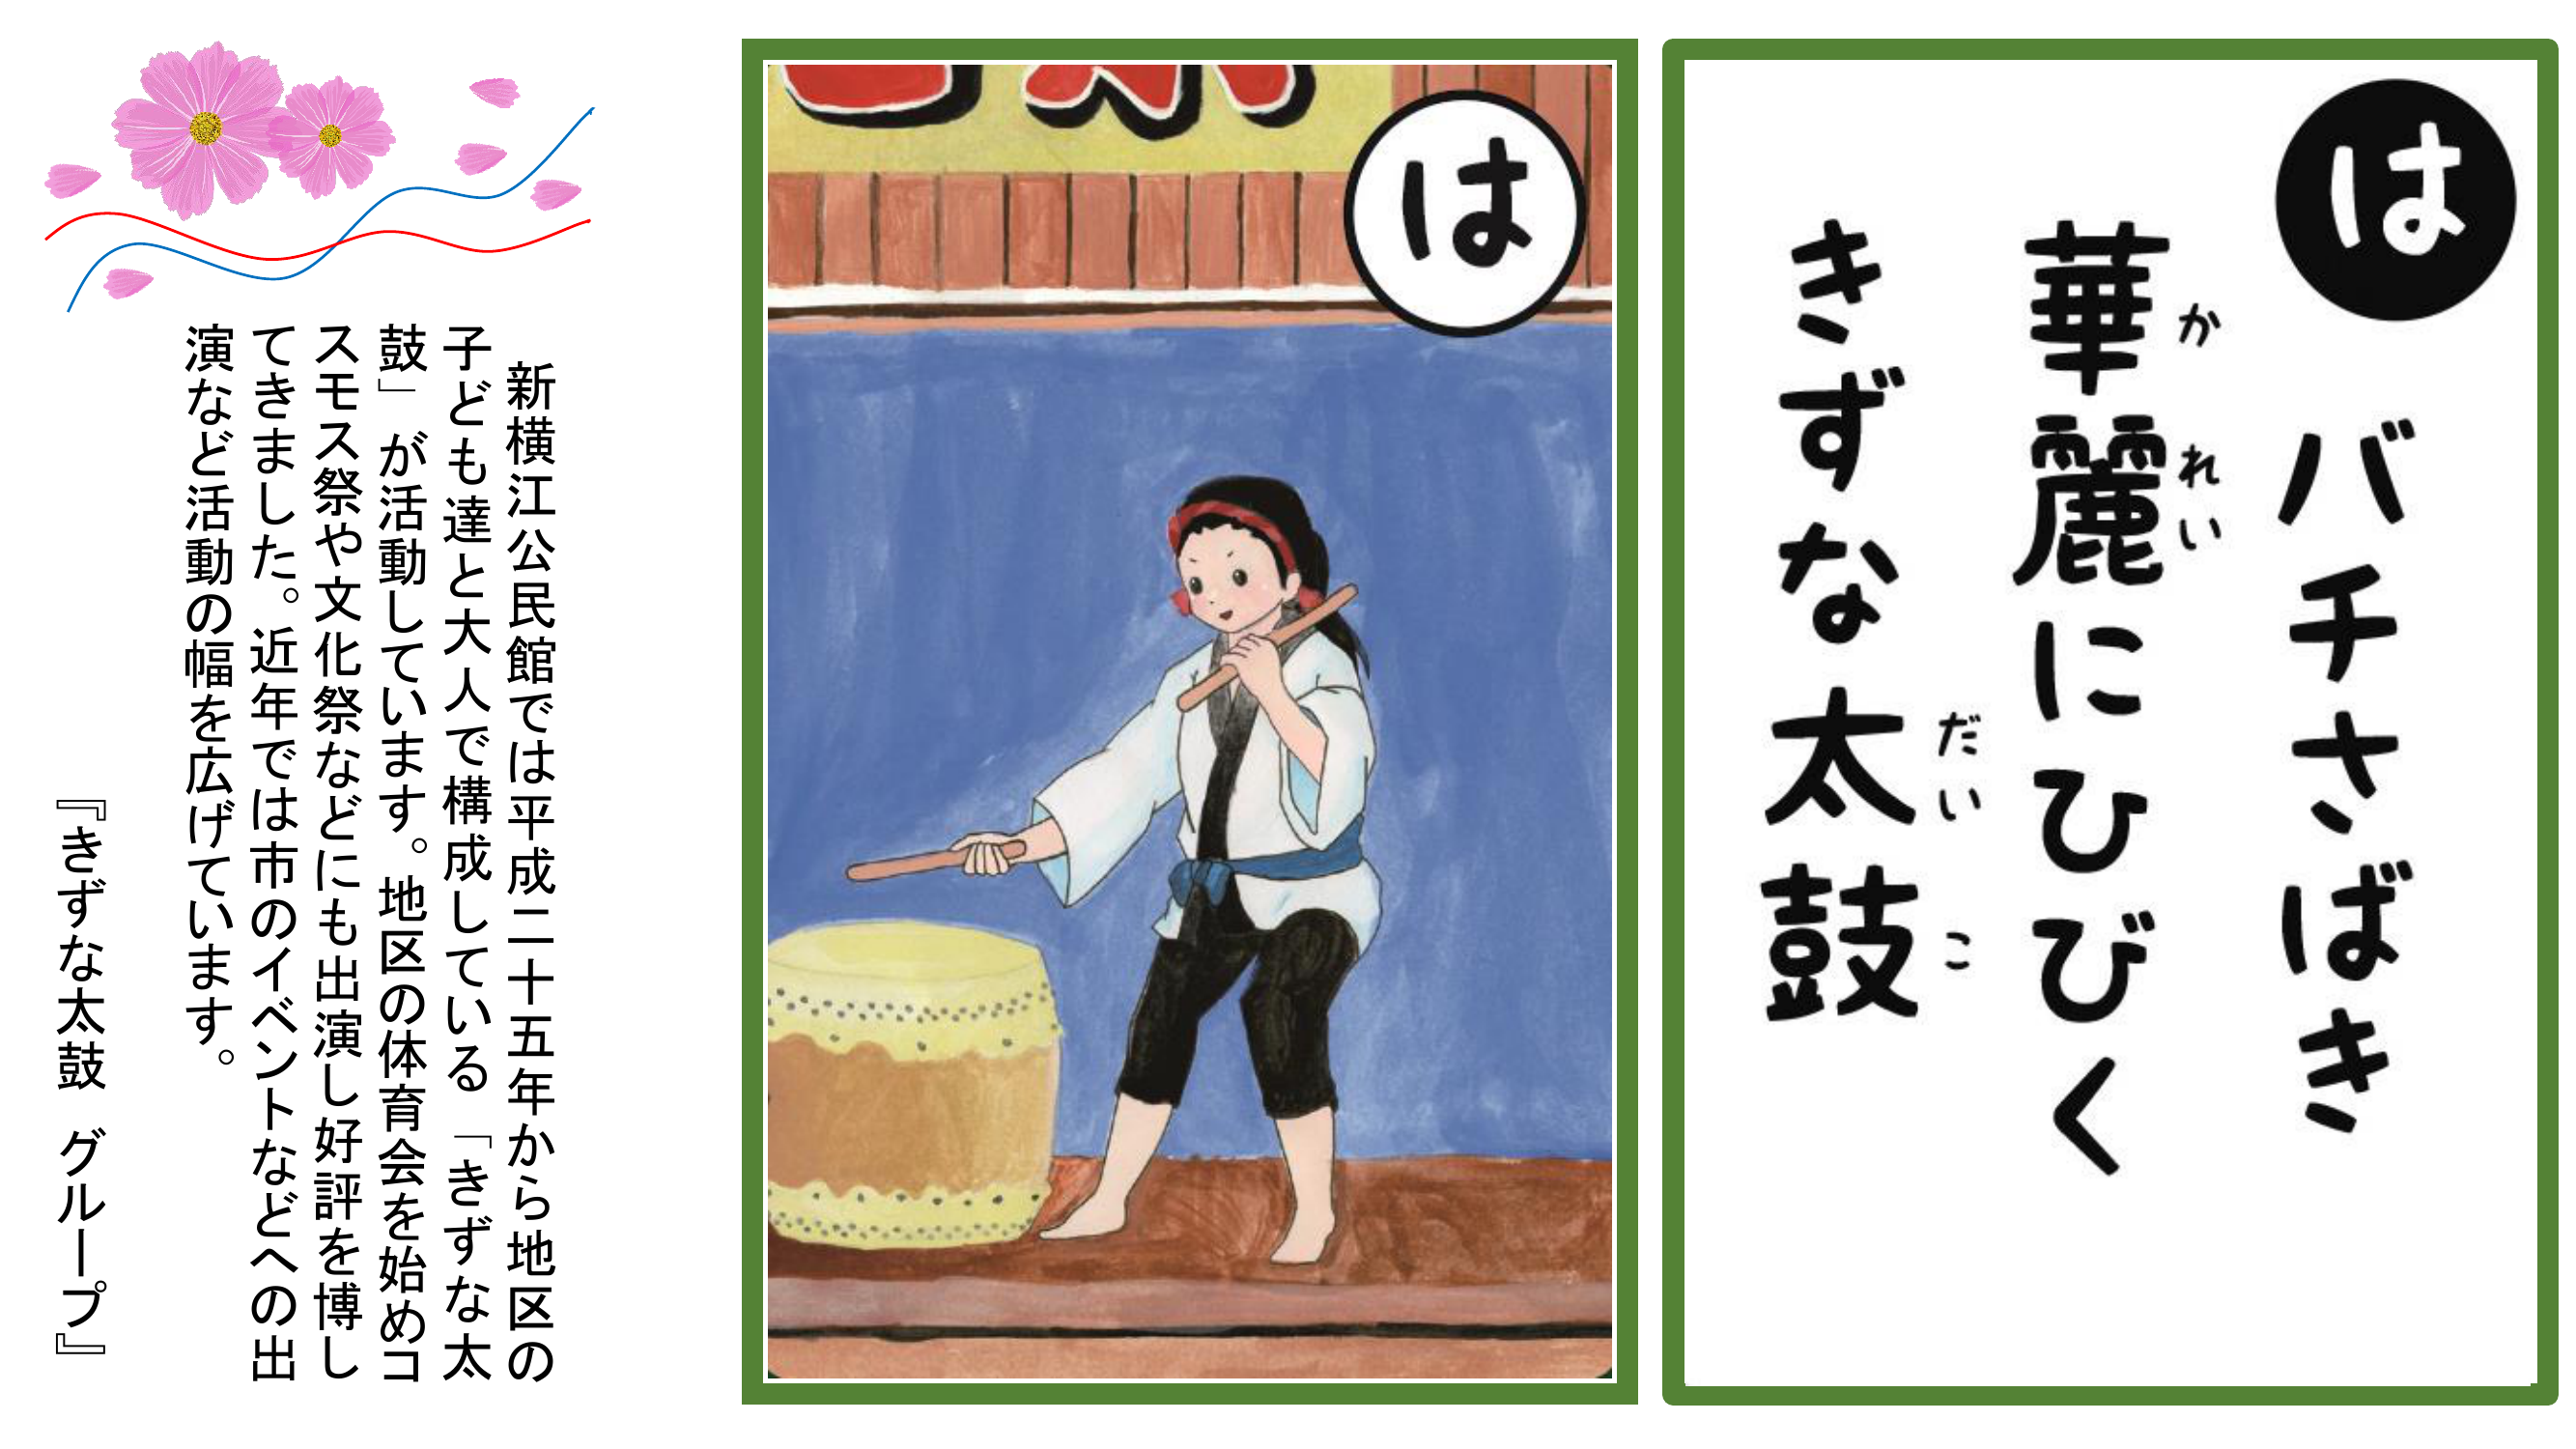 は
バチさばき
華麗にひびく
かれい
きずな太鼓
だいこ
は
新横江公民館では平成二十五年から地区の
子ども達と大人で構成している「きずな太
鼓」が活動しています。地区の体育会を始めコ
スモス祭や文化祭などにも出演し好評を博し
てきました。近年では市のイベントなどへの出
演など活動の幅を広げています。
『きずな太鼓 グループ』